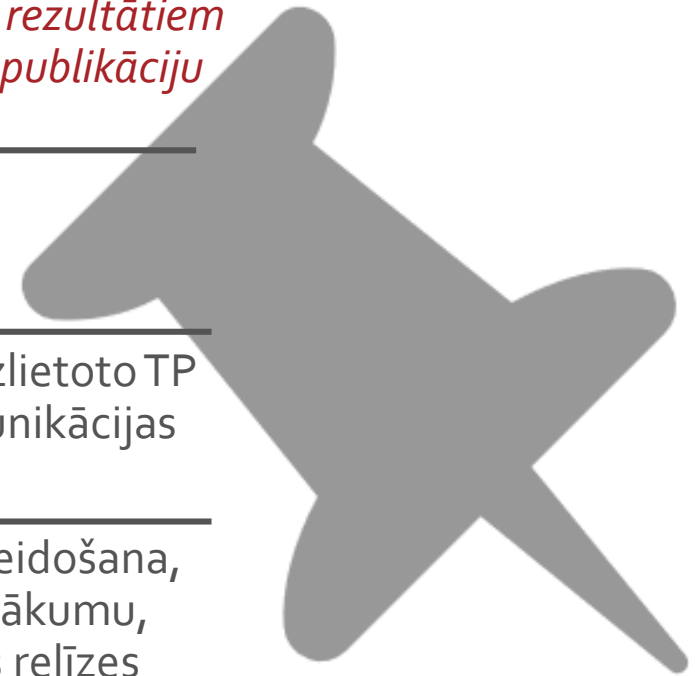 rezultātiem
publikāciju
zlietoto TP
unikācijas
eidošana,
ākumu,
s relīzes